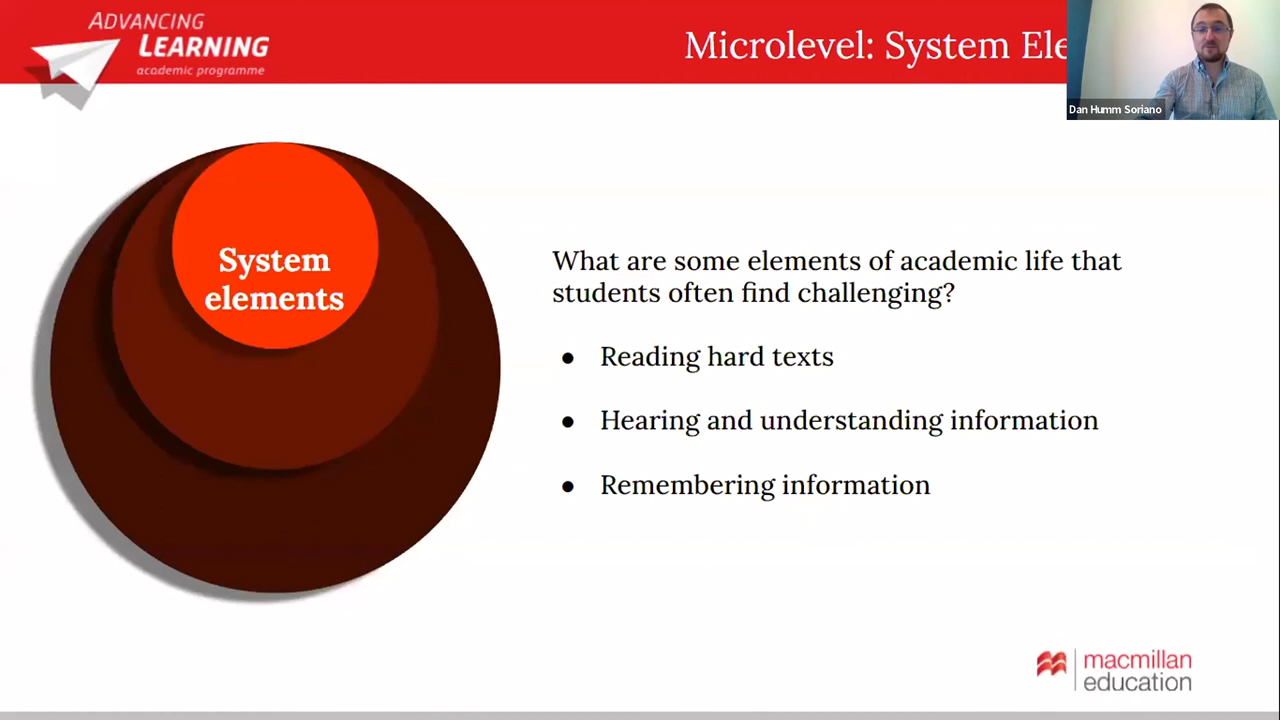 ADVANCING
LEARNING
academic programme
Microlevel: System Ele
Dan Humm Soriano
System
elements
What are some elements of academic life that
students often find challenging?
● Reading hard texts
● Hearing and understanding information
● Remembering information
macmillan
education